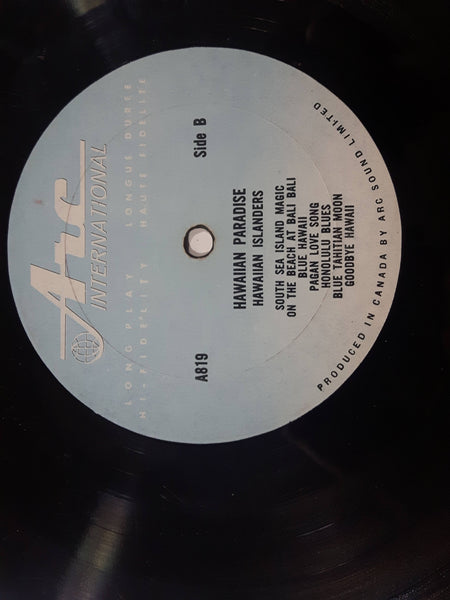 Arc
INTERNATIONAL
LONG PLAY LONGUE DURÉE
HI-FIDELITY HAUTE FIDELITÉ
A819 Side B
HAWAIIAN PARADISE
HAWAIIAN ISLANDERS
SOUTH SEA ISLAND MAGIC
ON THE BEACH AT BALI BALI
BLUE HAWAII
PAGAN LOVE SONG
HONOLULU BLUES
BLUE TAHITIAN MOON
GOODBYE HAWAII
PRODUCED IN CANADA BY ARC SOUND LIMITED